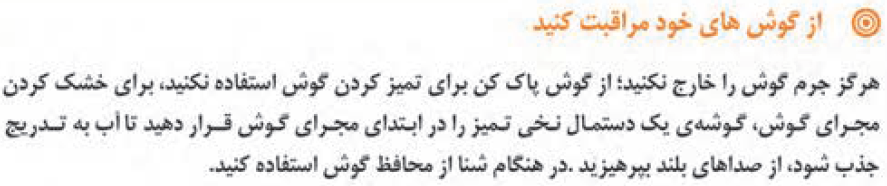 از گوش های خود مراقبت کنید
هرگز جرم گوش را خارج نکنید؛ از گوش پاک کن برای تمیز کردن گوش استفاده نکنید، برای خشک کردن
مجرای گوش، گوشه‌ی یک دستمال نخی تمیز را در ابتدای مجرای گوش قرار دهید تا آب به تدریج
جذب شود، از صداهای بلند بپرهیزید .در هنگام شنا از محافظ گوش استفاده کنید.